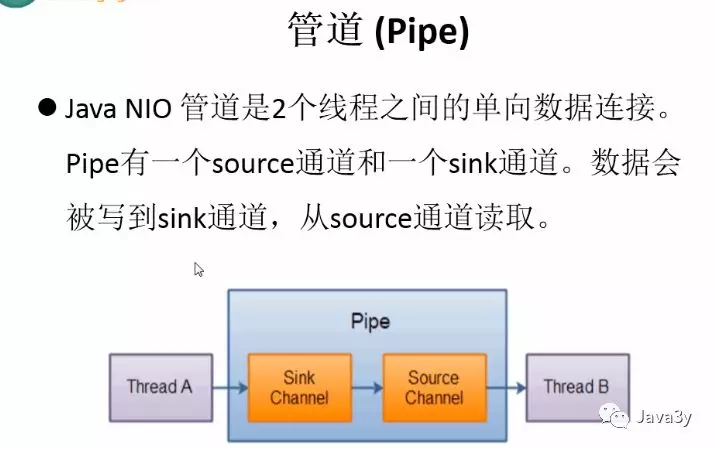 管道 (Pipe)
● Java NIO 管道是2个线程之间的单向数据连接。
Pipe有一个source通道和一个sink通道。数据会
被写到sink通道，从source通道读取。
Pipe
Thread A
Sink
Channel
Source
Channel
Thread B
Java3y